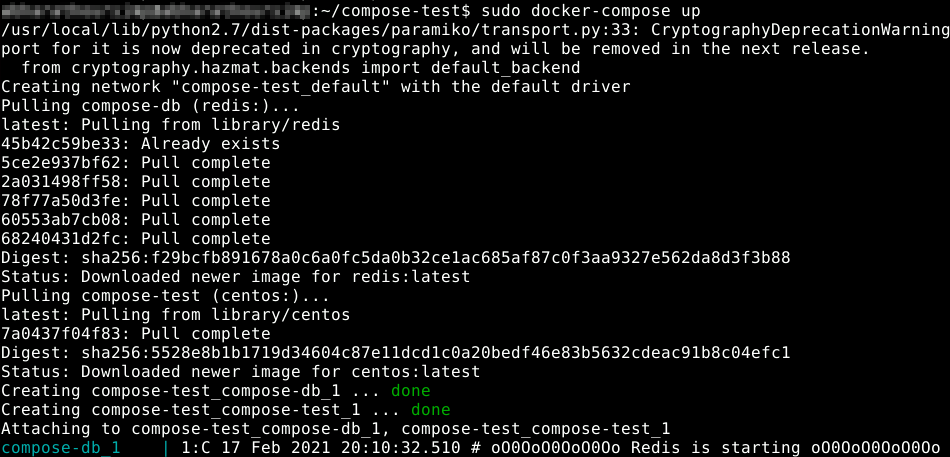 :~/compose-test$ sudo docker-compose up
/usr/local/lib/python2.7/dist-packages/paramiko/transport.py:33: CryptographyDeprecationWarning
port for it is now deprecated in cryptography, and will be removed in the next release.
  from cryptography.hazmat.backends import default_backend
Creating network "compose-test_default" with the default driver
Pulling compose-db (redis:)...
latest: Pulling from library/redis
45b42c59be33: Already exists
5ce2e937bf62: Pull complete
2a031498ff58: Pull complete
78f77a50d3fe: Pull complete
60553ab7cb08: Pull complete
68240431d2fc: Pull complete
Digest: sha256:f29bcfb891678a0c6a0fc5da0b32ce1ac685af87c0f3aa9327e562da8d3f3b88
Status: Downloaded newer image for redis:latest
Pulling compose-test (centos:)...
latest: Pulling from library/centos
7a0437f04f83: Pull complete
Digest: sha256:5528e8b1b1719d34604c87e11dcd1c0a20bedf46e83b5632cdeac91b8c04efc1
Status: Downloaded newer image for centos:latest
Creating compose-test_compose-db_1 ... done
Creating compose-test_compose-test_1 ... done
Attaching to compose-test_compose-db_1, compose-test_compose-test_1
compose-db_1    | 1:C 17 Feb 2021 20:10:32.510 # oO0OoO0OoO0Oo Redis is starting oO0OoO0OoO0Oo